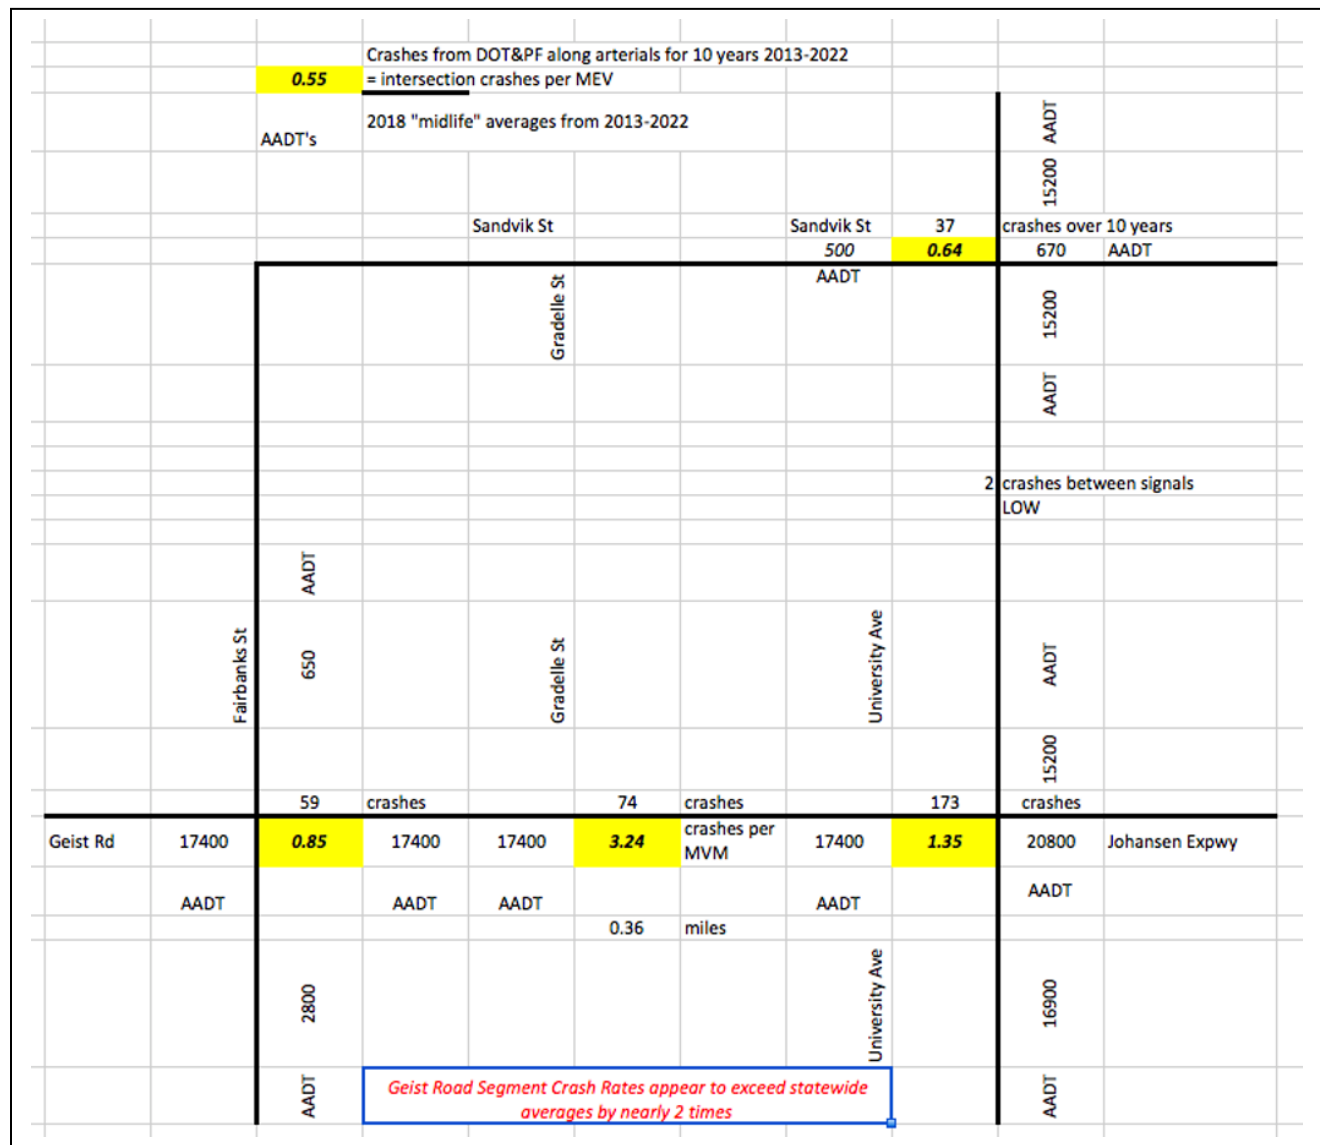 Crashes from DOT&PF along arterials for 10 years 2013-2022
0.55 = intersection crashes per MEV
2018 "midlife" averages from 2013-2022
AADT's
AADT
15200
Sandvik St Sandvik St 37 crashes over 10 years
500 0.64 670 AADT
AADT
Gradelle St
15200
AADT
2 crashes between signals
LOW
AADT
Fairbanks St
650
Gradelle St
University Ave
AADT
15200
59 crashes 74 crashes 173 crashes
Geist Rd 17400 0.85 17400 17400 3.24 crashes per MVM 17400 1.35 20800 Johansen Expwy
AADT AADT AADT AADT AADT
0.36 miles
2800
University Ave
16900
AADT
Geist Road Segment Crash Rates appear to exceed statewide
averages by nearly 2 times
AADT